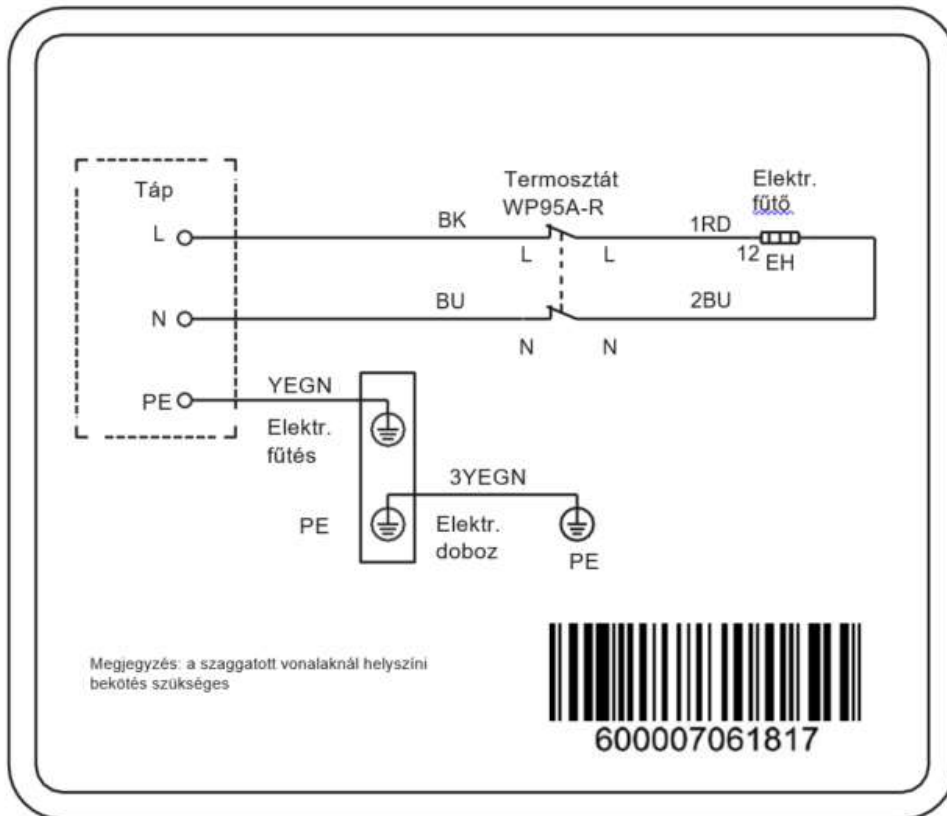 Táp
Termosztát
WP95A-R
Elektr.
fűtő
L
BK
L
L
1RD
12
EH
N
BU
2BU
N
N
PE
YEGN
Elektr.
fűtés
3YEGN
PE
Elektr.
doboz
PE
Megjegyzés: a szaggatott vonalaknál helyszíni
bekötés szükséges
600007061817